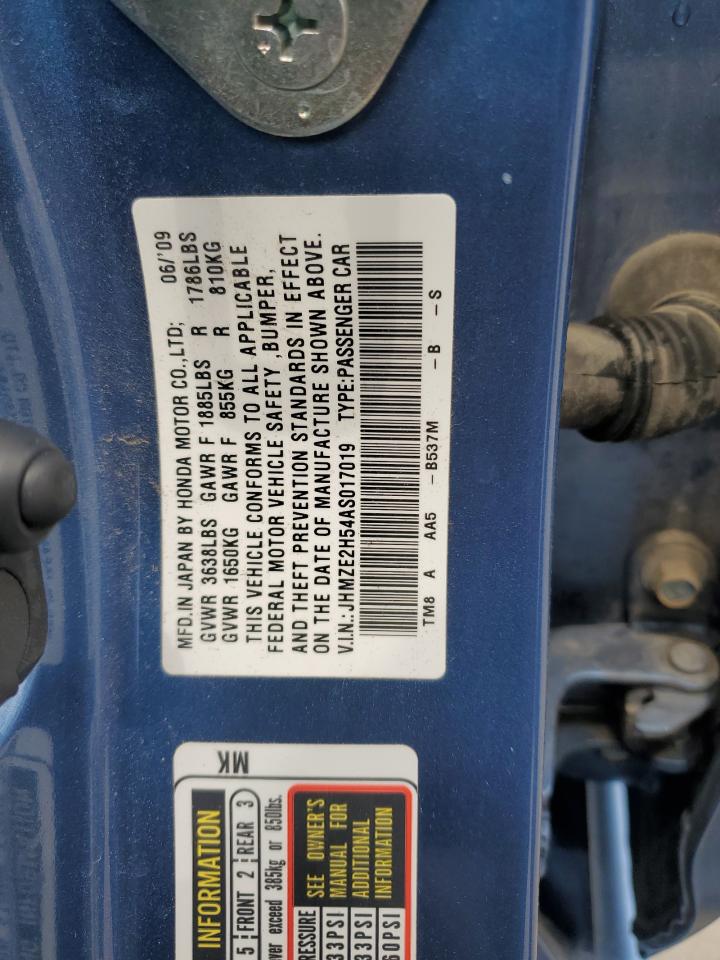 MFD.IN JAPAN BY HONDA MOTOR CO.,LTD; 06/'09
GVWR 3638LBS GAWR F 1885LBS R 1786LBS
GVWR 1650KG GAWR F 855KG R 810KG
THIS VEHICLE CONFORMS TO ALL APPLICABLE
FEDERAL MOTOR VEHICLE SAFETY ,BUMPER,
AND THEFT PREVENTION STANDARDS IN EFFECT
ON THE DATE OF MANUFACTURE SHOWN ABOVE.
V.I.N.:JHMZE2H54AS017019 TYPE:PASSENGER CAR
TM8 A AA5 -B537M -B -S
MK
INFORMATION
5 FRONT 2 REAR 3
exceed 385kg or 850lbs.
SEE OWNER'S
MANUAL FOR
ADDITIONAL
INFORMATION
33PSI
33PSI
60PSI